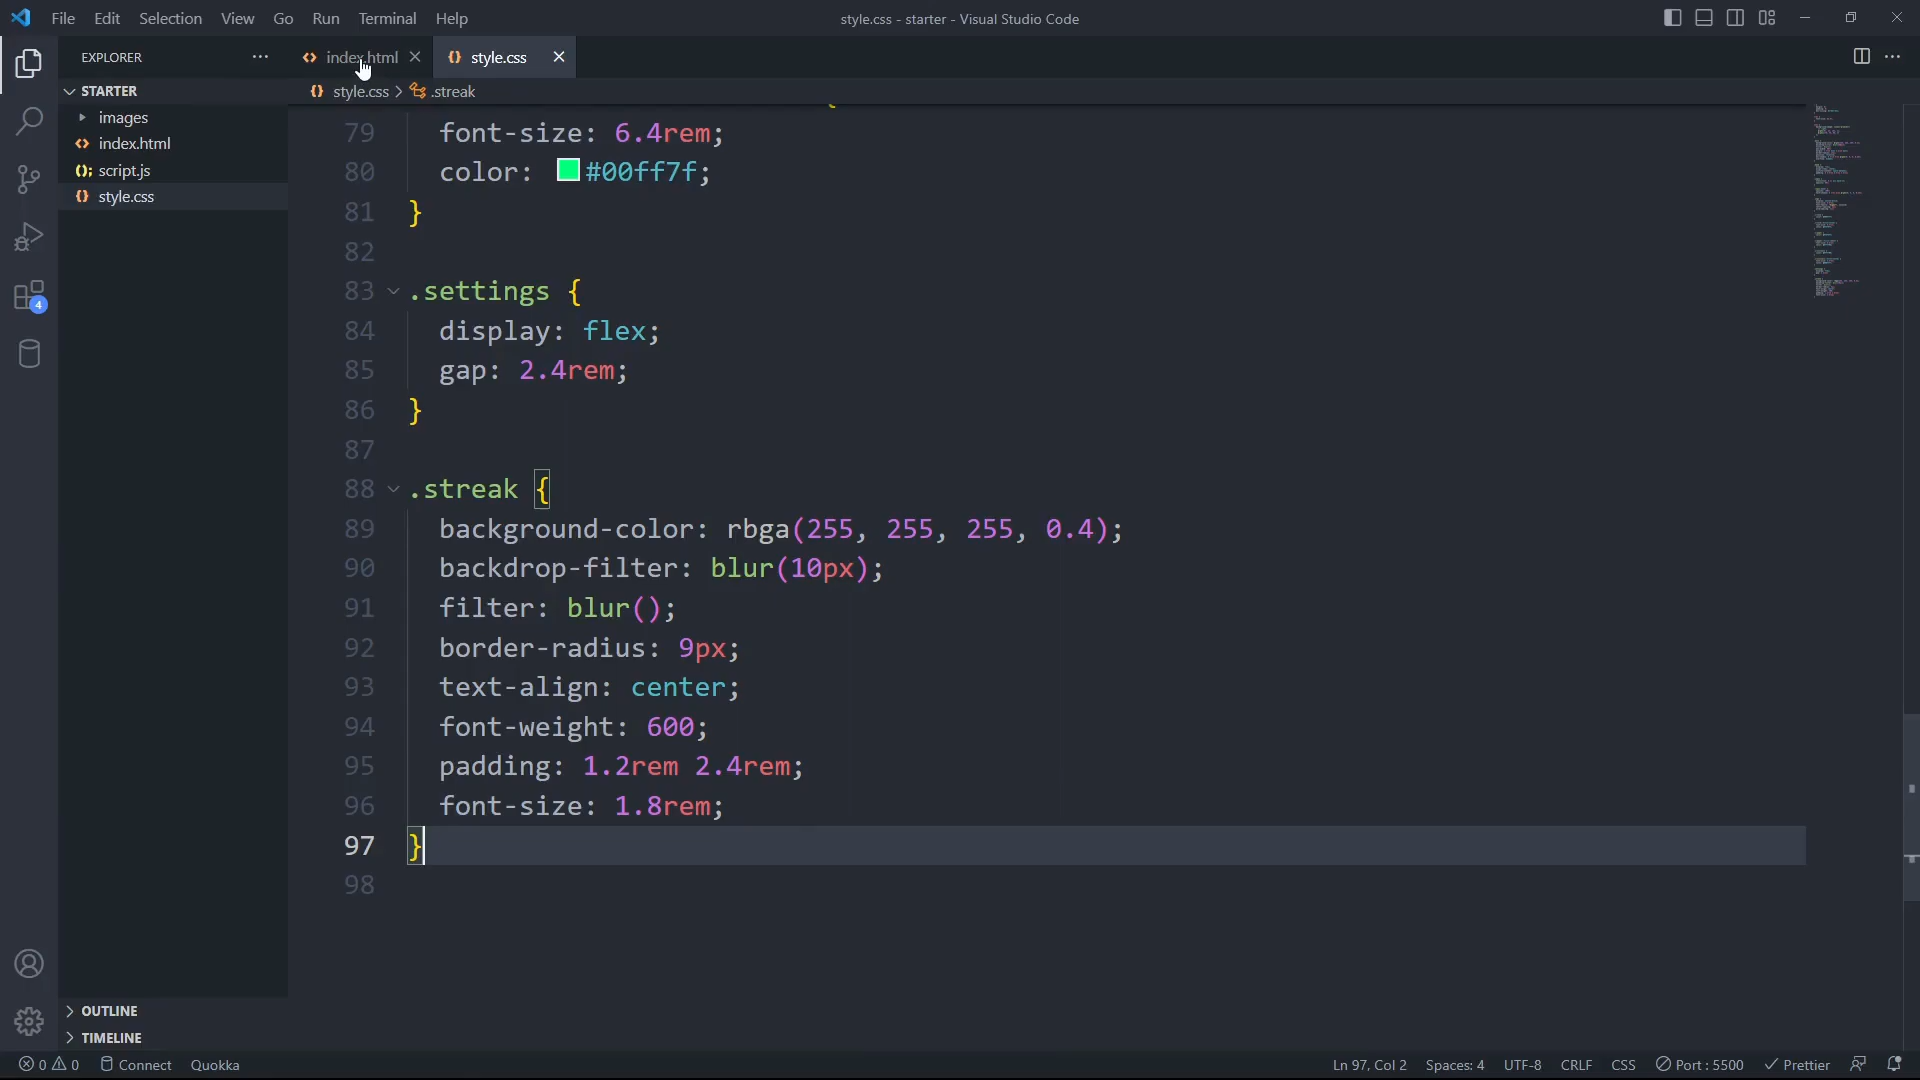 File Edit Selection View Go Run Terminal Help
style.css - starter - Visual Studio Code
EXPLORER
index.html
style.css
STARTER
style.css > .streak
images
index.html
script.js
style.css
4
79 font-size: 6.4rem;
80 color: #00ff7f;
81 }
82
83 .settings {
84 display: flex;
85 gap: 2.4rem;
86 }
87
88 .streak {
89 background-color: rbga(255, 255, 255, 0.4);
90 backdrop-filter: blur(10px);
91 filter: blur();
92 border-radius: 9px;
93 text-align: center;
94 font-weight: 600;
95 padding: 1.2rem 2.4rem;
96 font-size: 1.8rem;
97 }
98
OUTLINE
TIMELINE
0 0 Connect Quokka
Ln 97, Col 2 Spaces: 4 UTF-8 CRLF CSS Port : 5500 Prettier